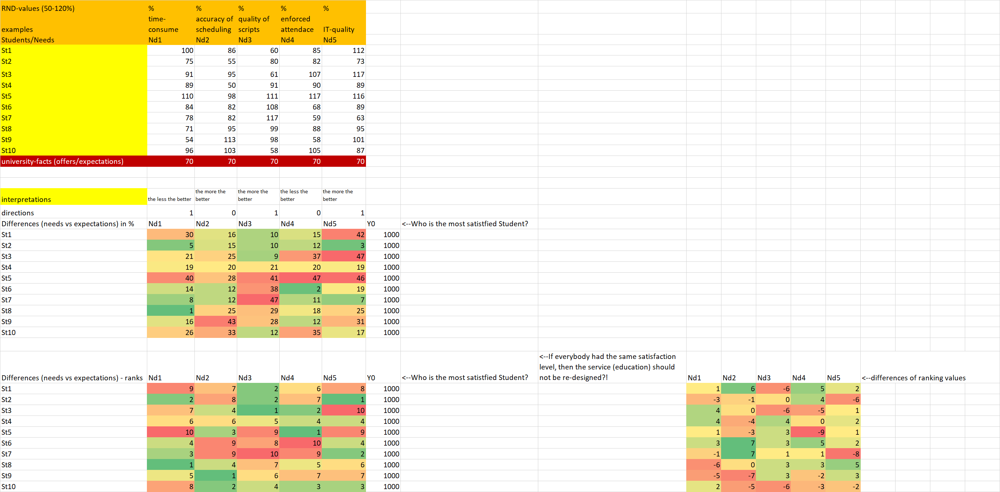 RND-values (50-120%) % % % % %
time- accuracy of quality of enforced
examples consume scheduling scripts attendace IT-quality
Students/Needs Nd1 Nd2 Nd3 Nd4 Nd5
St1 100 86 60 85 112
St2 75 55 80 82 73
St3 91 95 61 107 117
St4 89 50 91 90 89
St5 110 98 111 117 116
St6 84 82 108 68 89
St7 78 82 117 59 63
St8 71 95 99 88 95
St9 54 113 98 58 101
St10 96 103 58 105 87
university-facts (offers/expectations) 70 70 70 70 70
the more the the more the the less the the more the
interpretations the less the better better better better better
directions 1 0 1 0 1
Differences (needs vs expectations) in % Nd1 Nd2 Nd3 Nd4 Nd5 Y0 <--Who is the most satistfied Student?
St1 30 16 10 15 42 1000
St2 5 15 10 12 3 1000
St3 21 25 9 37 47 1000
St4 19 20 21 20 19 1000
St5 40 28 41 47 46 1000
St6 14 12 38 2 19 1000
St7 8 12 47 11 7 1000
St8 1 25 29 18 25 1000
St9 16 43 28 12 31 1000
St10 26 33 12 35 17 1000
<--If everybody had the same satisfaction
level, then the service (education) should
Differences (needs vs expectations) - ranks Nd1 Nd2 Nd3 Nd4 Nd5 Y0 <--Who is the most satistfied Student? not be re-designed?! Nd1 Nd2 Nd3 Nd4 Nd5 <--differences of ranking values
St1 9 7 2 6 8 1000 1 6 -6 5 2
St2 2 8 2 7 1 1000 -3 -1 0 4 -6
St3 7 4 1 2 10 1000 4 0 -6 -5 1
St4 6 6 5 4 4 1000 4 -4 4 0 2
St5 10 3 9 1 9 1000 1 -3 3 -9 1
St6 4 9 8 10 4 1000 3 7 3 5 2
St7 3 9 10 9 2 1000 -1 7 1 1 -8
St8 1 4 7 5 6 1000 -6 0 3 3 5
St9 5 1 6 7 7 1000 -5 -7 3 -2 3
St10 8 2 4 3 3 1000 2 -5 -6 -3 -2